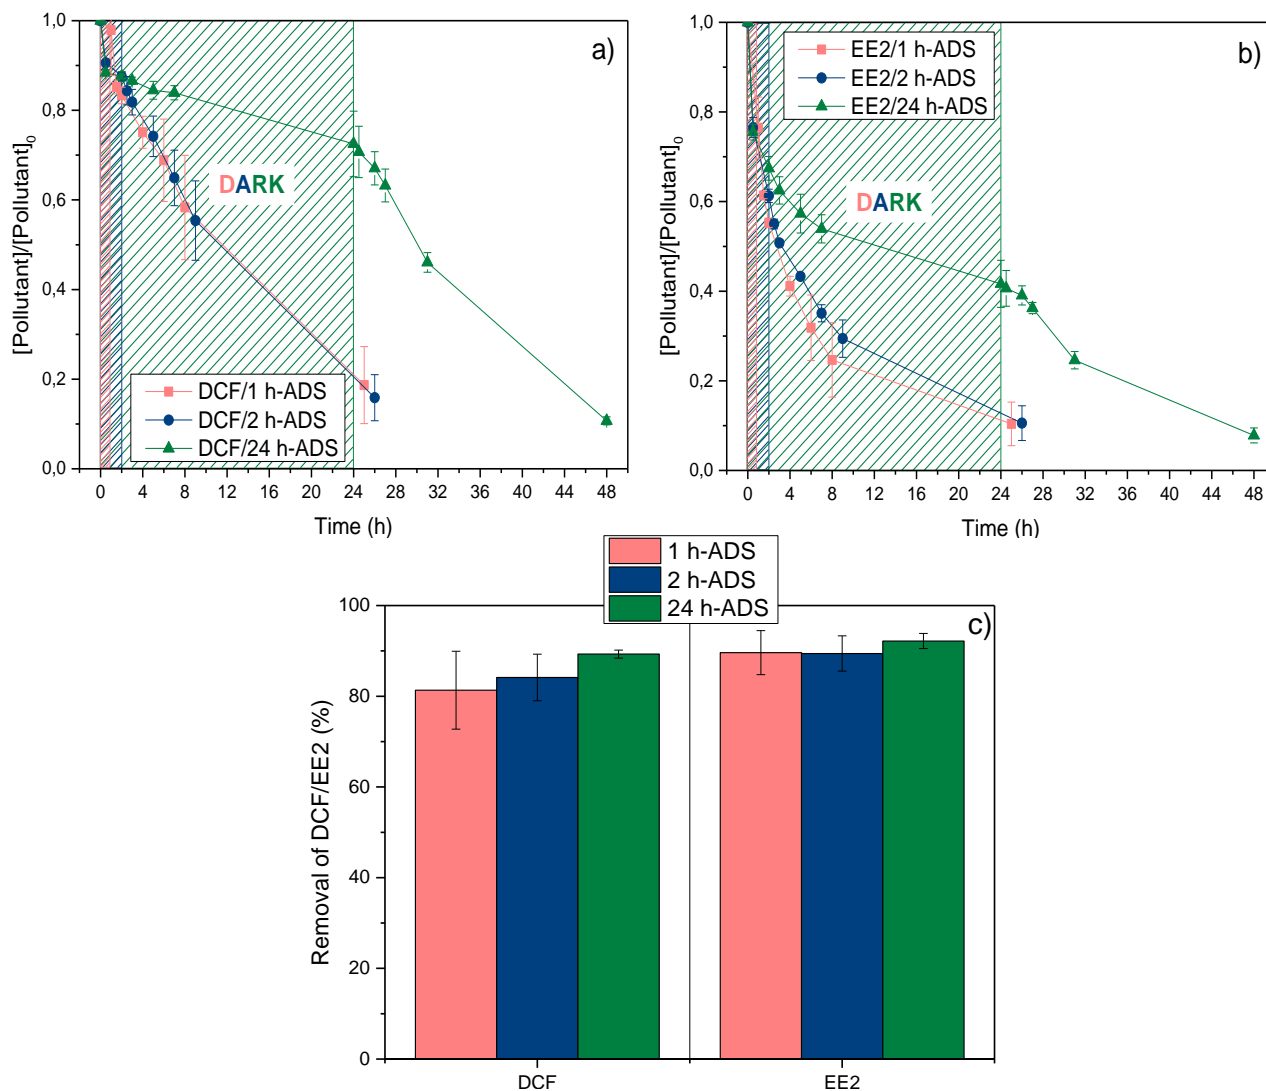 a)
[Pollutant]/[Pollutant]0
1,0
0,8
0,6
0,4
0,2
0,0
DARK
DCF/1 h-ADS
DCF/2 h-ADS
DCF/24 h-ADS
0 4 8 12 16 20 24 28 32 36 40 44 48
Time (h)
b)
[Pollutant]/[Pollutant]0
1,0
0,8
0,6
0,4
0,2
0,0
EE2/1 h-ADS
EE2/2 h-ADS
EE2/24 h-ADS
DARK
0 4 8 12 16 20 24 28 32 36 40 44 48
Time (h)
1 h-ADS
2 h-ADS
24 h-ADS
c)
Removal of DCF/EE2 (%)
100
80
60
40
20
0
DCF EE2